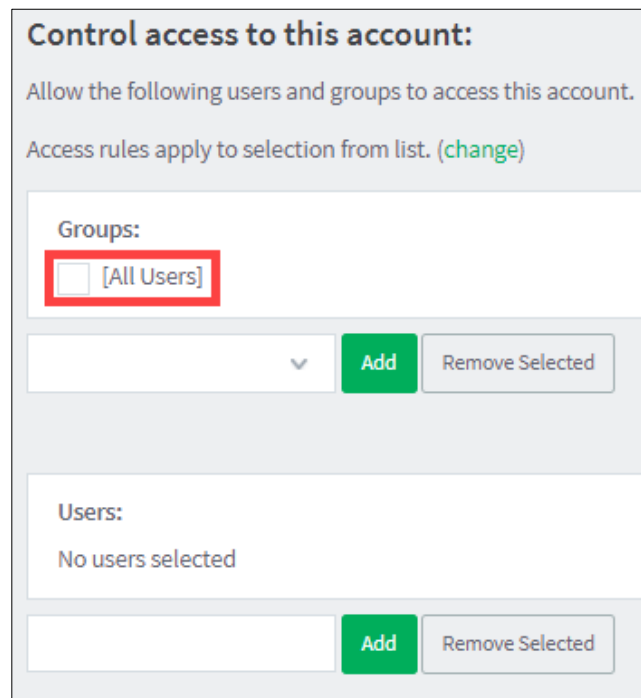 Control access to this account:
Allow the following users and groups to access this account.
Access rules apply to selection from list. (change)
Groups:
[All Users]
Add Remove Selected
Users:
No users selected
Add Remove Selected